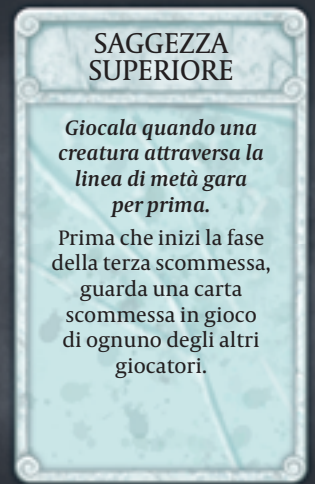 SAGGEZZA
SUPERIORE
Giocala quando una
creatura attraversa la
linea di metà gara
per prima.
Prima che inizi la fase
della terza scommessa,
guarda una carta
scommessa in gioco
di ognuno degli altri
giocatori.